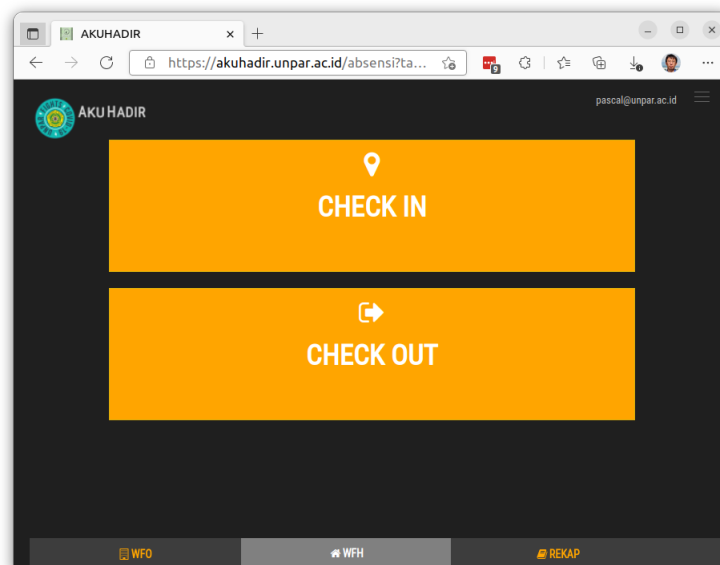 AKUHADIR
https://akuhadir.unpar.ac.id/absensi?ta...
9
AKU HADIR
pascal@unpar.ac.id
CHECK IN
CHECK OUT
WFO
WFH
REKAP